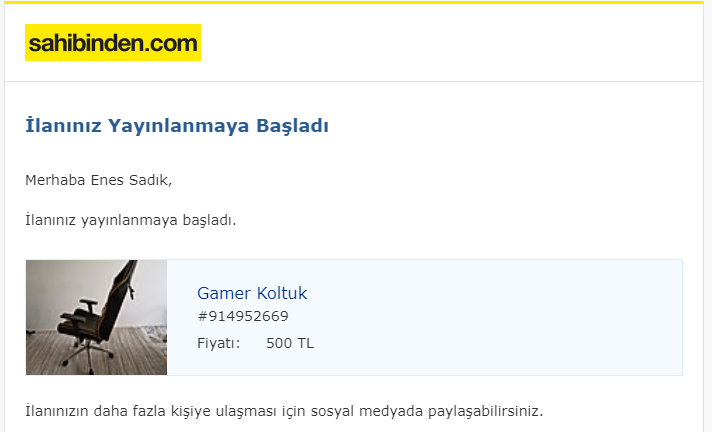 sahibinden.com
İlanınız Yayınlanmaya Başladı
Merhaba Enes Sadık,
İlanınız yayınlanmaya başladı.
Gamer Koltuk
#914952669
Fiyatı: 500 TL
İlanınızın daha fazla kişiye ulaşması için sosyal medyada paylaşabilirsiniz.